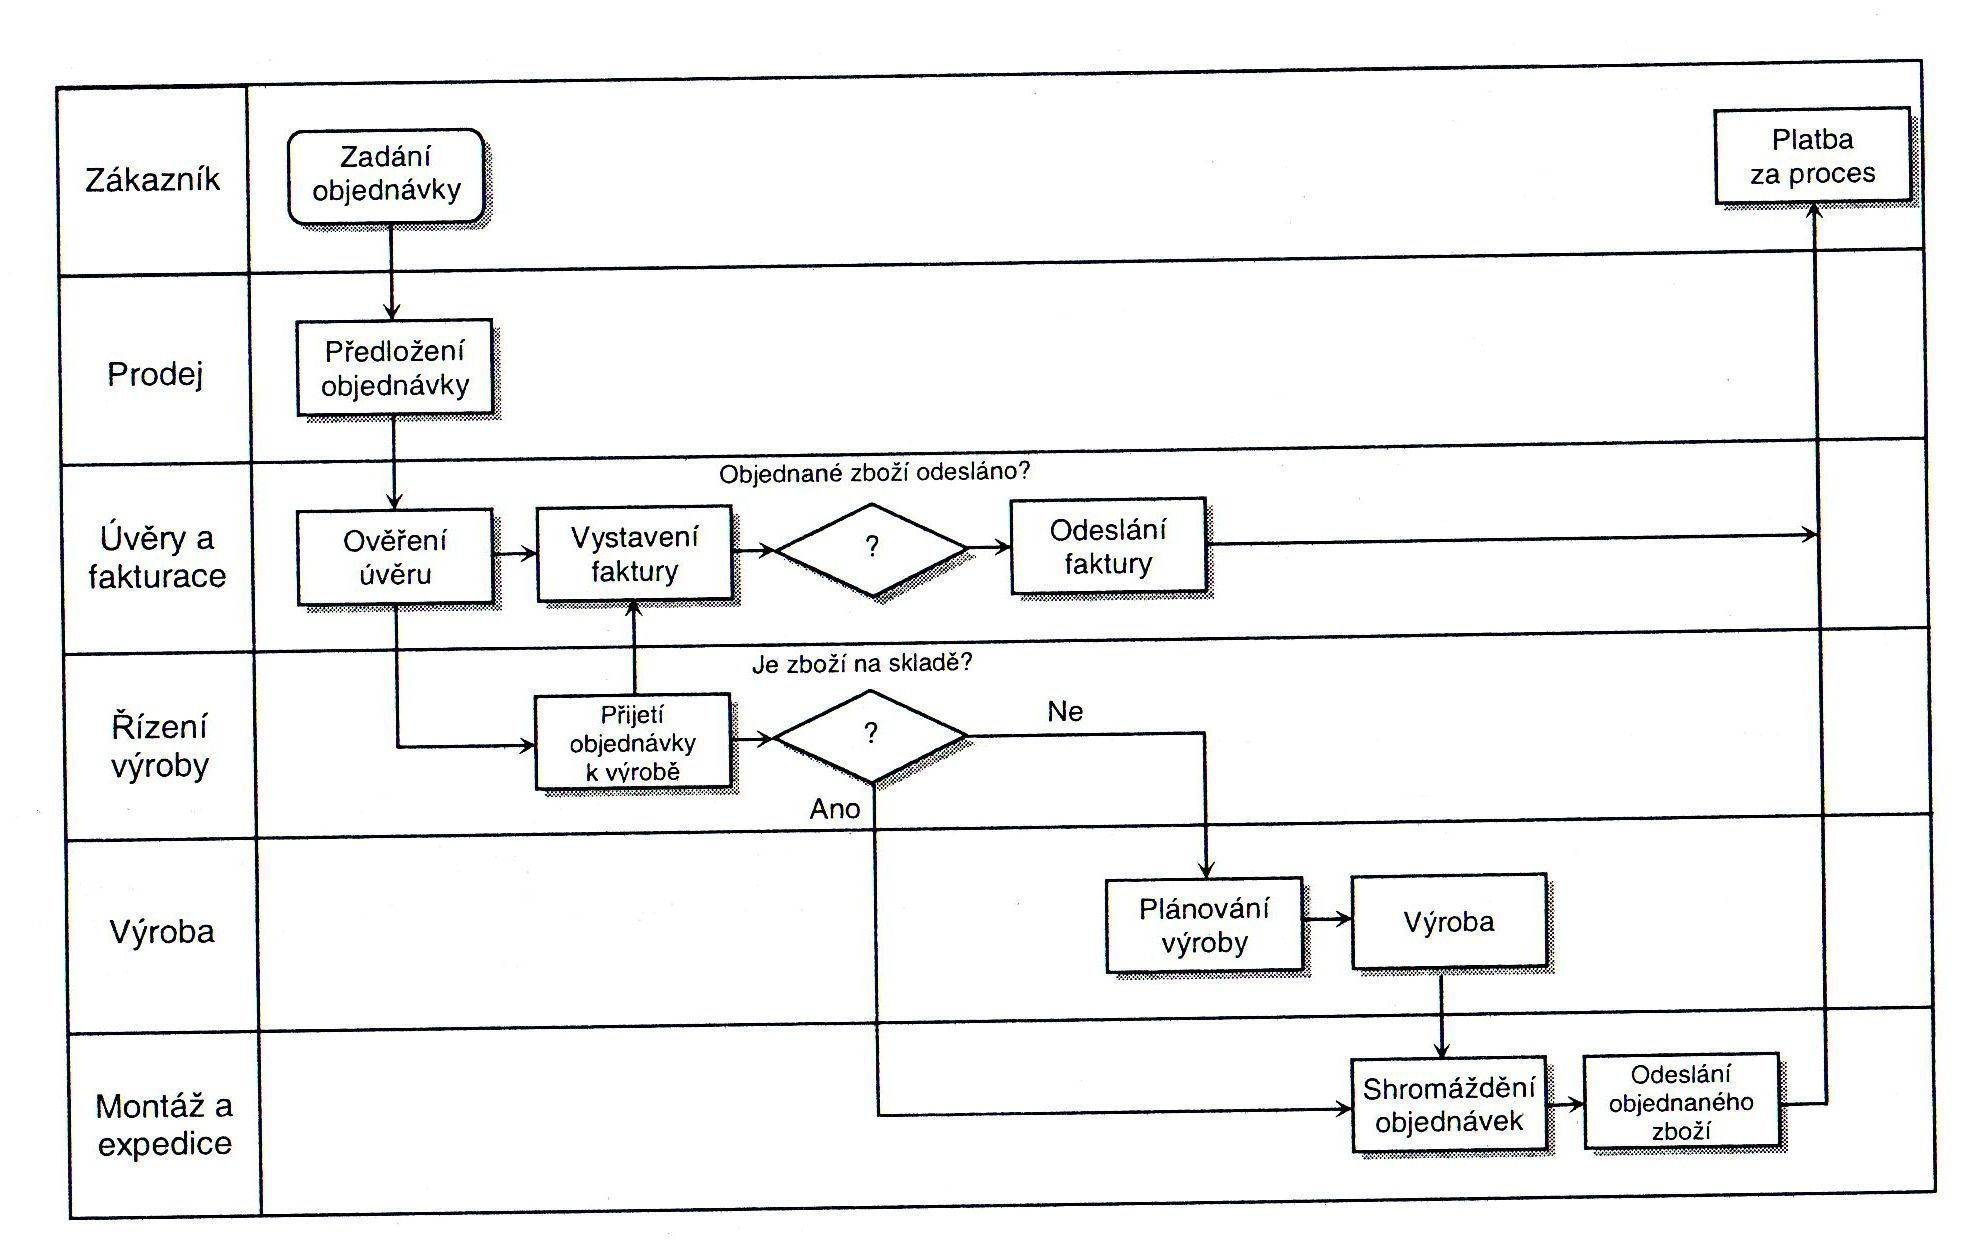 Zákazník
Zadání
objednávky
Platba
za proces
Prodej
Předložení
objednávky
Úvěry a
fakturace
Objednané zboží odesláno?
Ověření
úvěru
Vystavení
faktury
?
Odeslání
faktury
Řízení
výroby
Je zboží na skladě?
Přijetí
objednávky
k výrobě
?
Ne
Ano
Výroba
Plánování
výroby
Výroba
Montáž a
expedice
Shromáždění
objednávek
Odeslání
objednaného
zboží